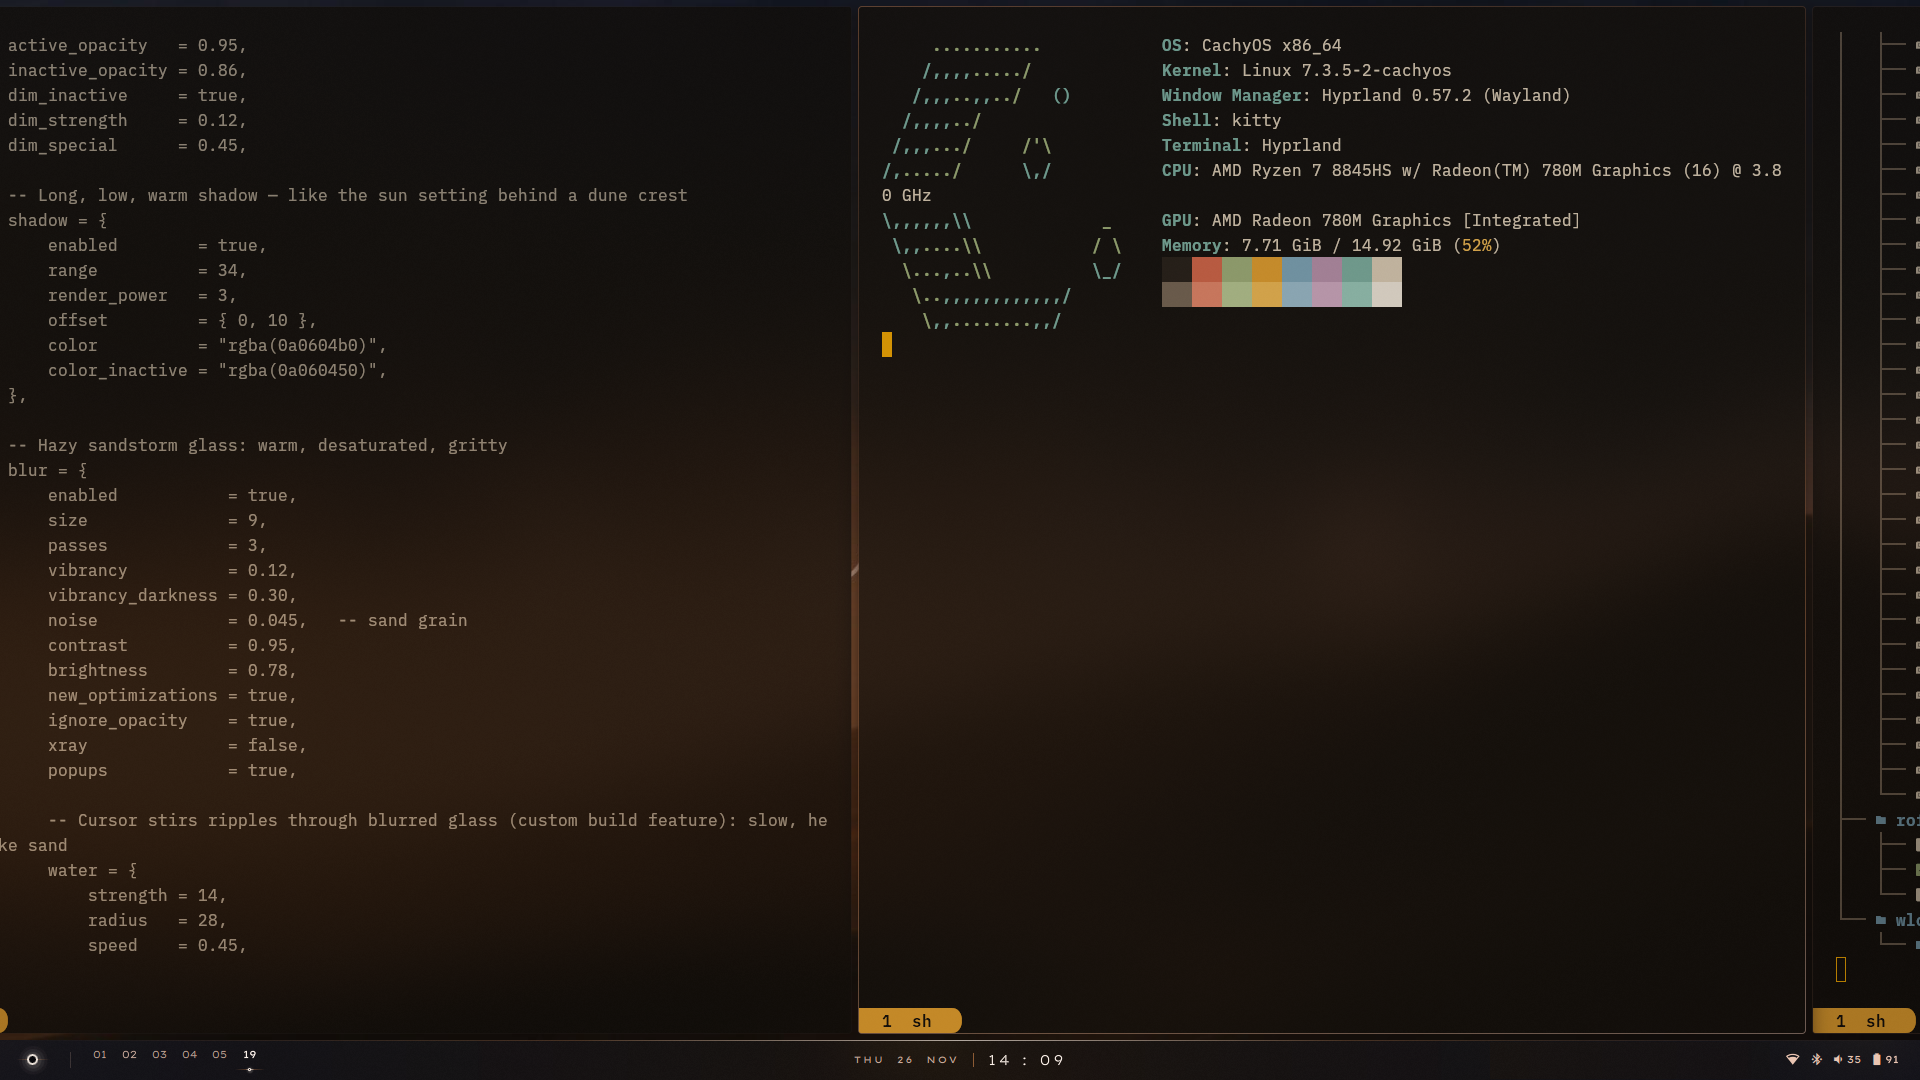 active_opacity   = 0.95,
inactive_opacity = 0.86,
dim_inactive     = true,
dim_strength     = 0.12,
dim_special      = 0.45,
-- Long, low, warm shadow — like the sun setting behind a dune crest
shadow = {
    enabled        = true,
    range          = 34,
    render_power   = 3,
    offset         = { 0, 10 },
    color          = "rgba(0a0604b0)",
    color_inactive = "rgba(0a060450)",
},
-- Hazy sandstorm glass: warm, desaturated, gritty
blur = {
    enabled           = true,
    size              = 9,
    passes            = 3,
    vibrancy          = 0.12,
    vibrancy_darkness = 0.30,
    noise             = 0.045,   -- sand grain
    contrast          = 0.95,
    brightness        = 0.78,
    new_optimizations = true,
    ignore_opacity    = true,
    xray              = false,
    popups            = true,
    -- Cursor stirs ripples through blurred glass (custom build feature): slow, he
ke sand
    water = {
        strength = 14,
        radius   = 28,
        speed    = 0.45,
OS: CachyOS x86_64
Kernel: Linux 7.3.5-2-cachyos
Window Manager: Hyprland 0.57.2 (Wayland)
Shell: kitty
Terminal: Hyprland
CPU: AMD Ryzen 7 8845HS w/ Radeon(TM) 780M Graphics (16) @ 3.8
0 GHz
GPU: AMD Radeon 780M Graphics [Integrated]
Memory: 7.71 GiB / 14.92 GiB (52%)
1 sh
wl
1 sh
01 02 03 04 05 19
THU 26 NOV | 14 : 09
35 91